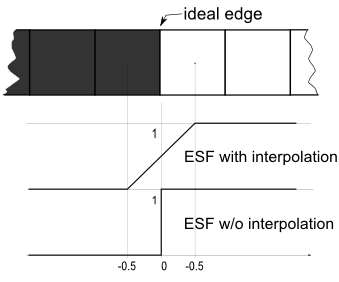 ideal edge
1
ESF with interpolation
1
ESF w/o interpolation
-0.5 0 -0.5